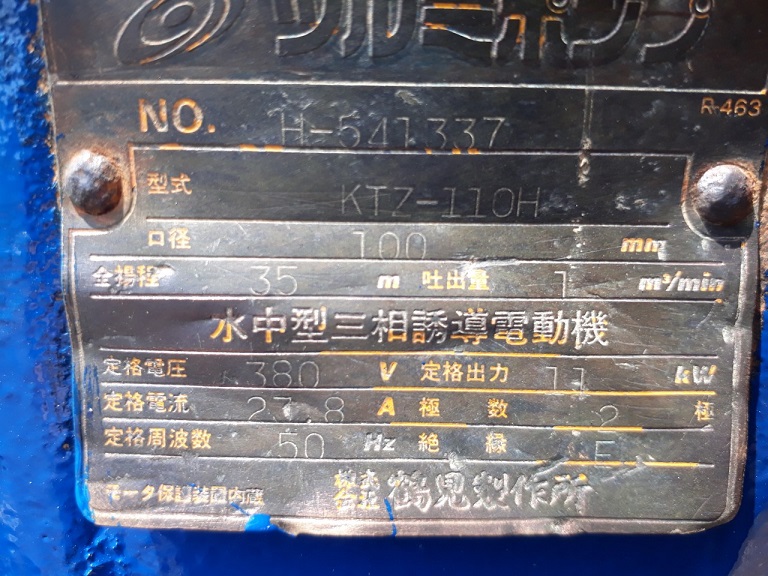 ツルミポンプ
R-463
NO. H-541337
型式 KTZ-110H
口径 100 mm
全揚程 35 m 吐出量 1 m³/min
水中型三相誘導電動機
定格電圧 380 V 定格出力 11 kW
定格電流 23.8 A 極数 2 極
定格周波数 50 Hz 絶縁 E
モータ保護装置内蔵 株式会社 鶴見製作所